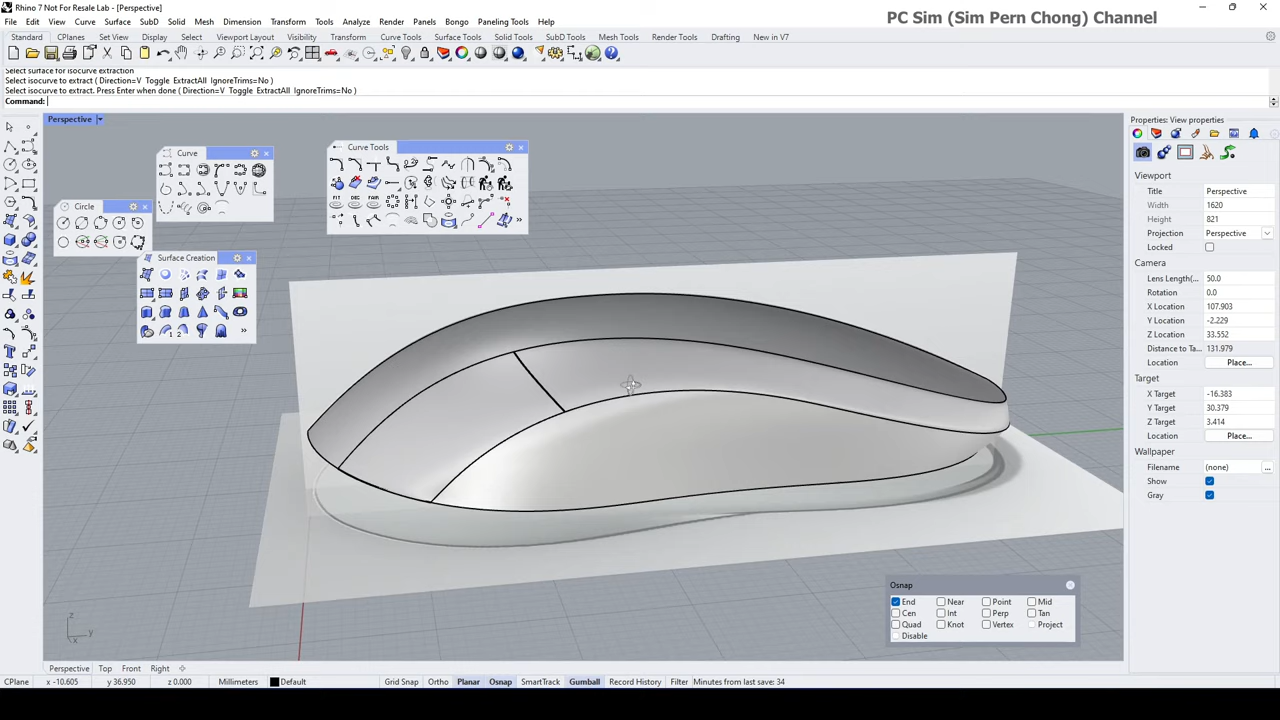 Rhino 7 Not For Resale Lab - [Perspective]
PC Sim (Sim Pern Chong) Channel
File Edit View Curve Surface SubD Solid Mesh Dimension Transform Tools Analyze Render Panels Bongo Paneling Tools Help
Standard CPlanes Set View Display Select Viewport Layout Visibility Transform Curve Tools Surface Tools Solid Tools SubD Tools Mesh Tools Render Tools Drafting New in V7
Select surface for isocurve extraction
Select isocurve to extract ( Direction=V Toggle ExtractAll IgnoreTrims=No )
Select isocurve to extract. Press Enter when done ( Direction=V Toggle ExtractAll IgnoreTrims=No )
Command:
Perspective
Curve
Curve Tools
FIT DEG FAIR
Circle
Surface Creation
1 2
Properties: View properties
Viewport
Title Perspective
Width 1620
Height 821
Projection Perspective
Locked
Camera
Lens Length(... 50.0
Rotation 0.0
X Location 107.903
Y Location -2.229
Z Location 33.552
Distance to Ta... 131.979
Location Place...
Target
X Target -16.383
Y Target 30.379
Z Target 3.414
Location Place...
Wallpaper
Filename (none) ...
Show
Gray
Osnap
End Near Point Mid
Cen Int Perp Tan
Quad Knot Vertex Project
Disable
z
y
x
Perspective Top Front Right
CPlane x -10.605 y 36.950 z 0.000 Millimeters Default Grid Snap Ortho Planar Osnap SmartTrack Gumball Record History Filter Minutes from last save: 34